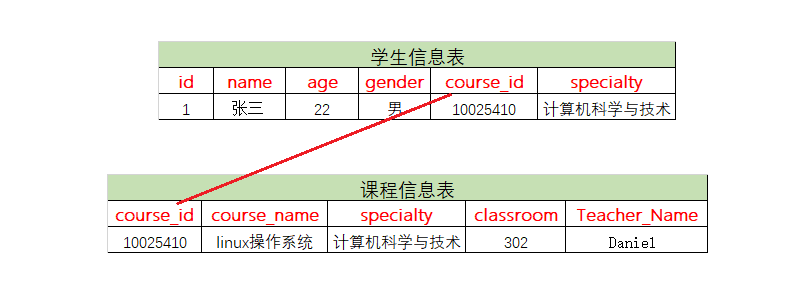 学生信息表
id name age gender course_id specialty
1 张三 22 男 10025410 计算机科学与技术
课程信息表
course_id course_name specialty classroom Teacher_Name
10025410 linux操作系统 计算机科学与技术 302 Daniel